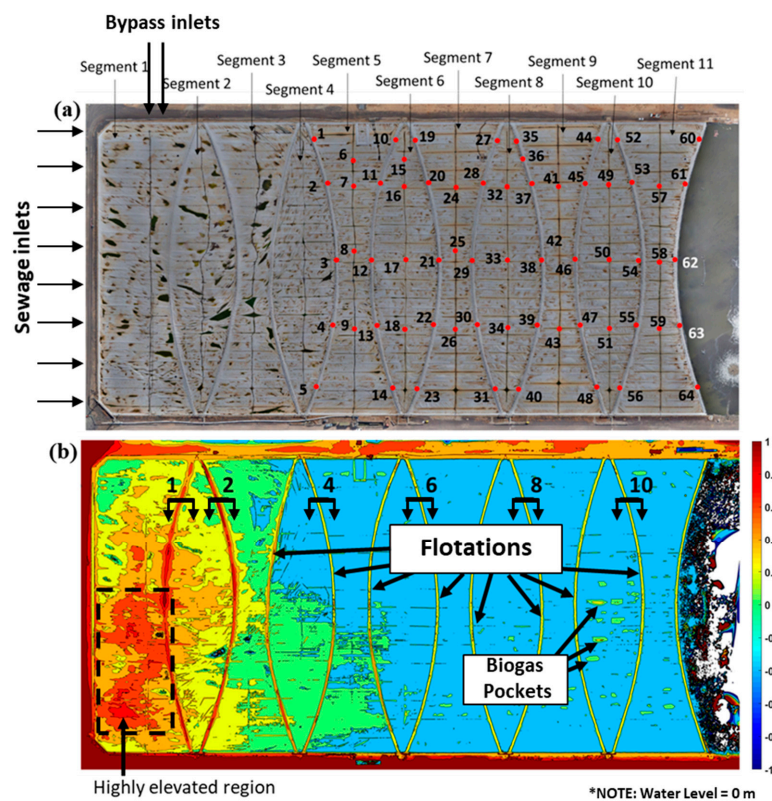 Bypass inlets
Segment 1
Segment 2
Segment 3
Segment 4
Segment 5
Segment 6
Segment 7
Segment 8
Segment 9
Segment 10
Segment 11
(a)
Sewage inlets
1 10 19 27 35 44 52 60
6 15 36
2 7 11 16 20 24 28 32 37 41 45 49 53 57 61
3 8 12 17 21 25 29 33 38 42 46 50 54 58 62
4 9 13 18 22 26 30 34 39 43 47 51 55 59 63
5 14 23 31 40 48 56 64
(b)
1 2 4 6 8 10
Flotations
Biogas
Pockets
Highly elevated region
*NOTE: Water Level = 0 m